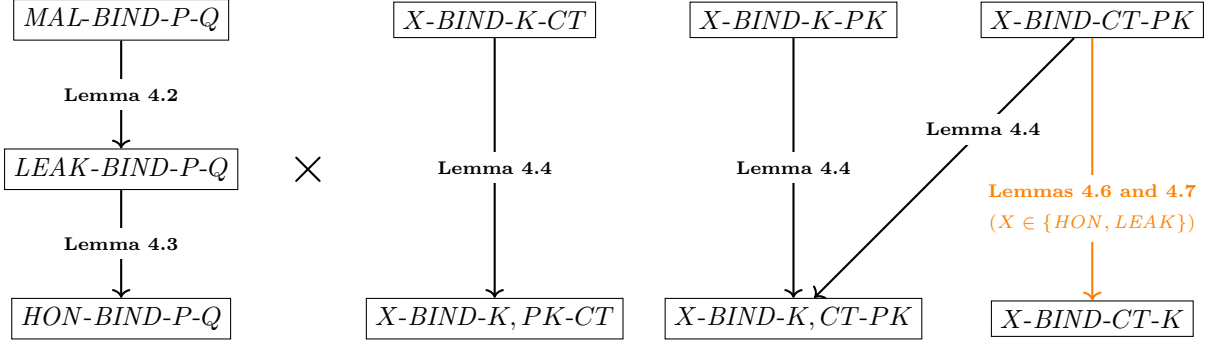 MAL-BIND-P-Q
X-BIND-K-CT
X-BIND-K-PK
X-BIND-CT-PK
Lemma 4.2
Lemma 4.4
LEAK-BIND-P-Q
×
Lemma 4.4
Lemma 4.4
Lemmas 4.6 and 4.7
(X ∈ {HON, LEAK})
Lemma 4.3
HON-BIND-P-Q
X-BIND-K, PK-CT
X-BIND-K, CT-PK
X-BIND-CT-K